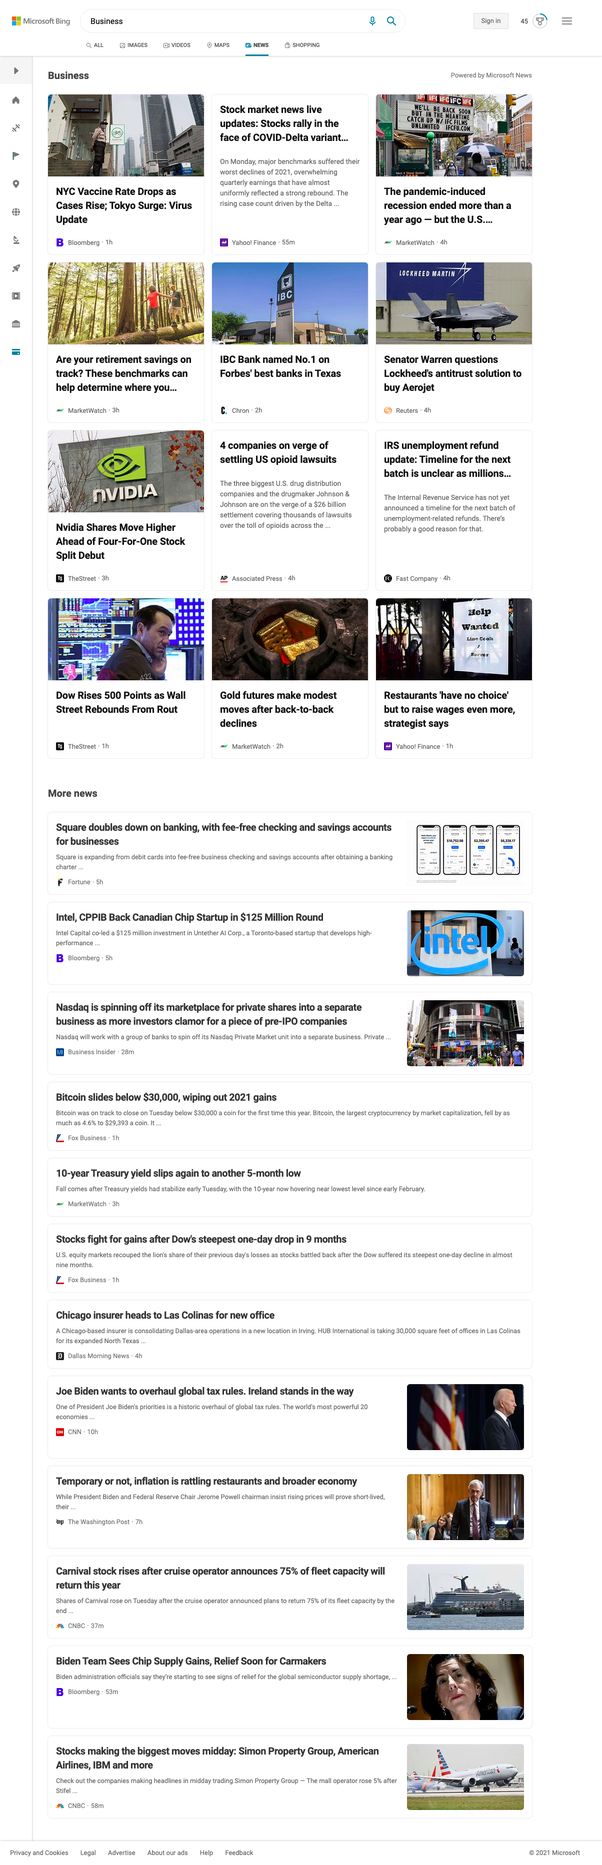 Microsoft Bing
Business
Sign in
45
ALL
IMAGES
VIDEOS
MAPS
NEWS
SHOPPING
Business
Powered by Microsoft News
NYC Vaccine Rate Drops as
Cases Rise; Tokyo Surge: Virus
Update
Bloomberg · 1h
Stock market news live
updates: Stocks rally in the
face of COVID-Delta variant...
On Monday, major benchmarks suffered their
worst declines of 2021, overwhelming
quarterly earnings that have almost
uniformly reflected a strong rebound. The
rising case count driven by the Delta ...
Yahoo! Finance · 55m
IFC IFC
WE'LL BE BACK SOON
BUT IN THE MEANTIME
CATCH UP W/ IFC FILMS
UNLIMITED
IFCFU.COM
The pandemic-induced
recession ended more than a
year ago — but the U.S....
MarketWatch · 4h
Are your retirement savings on
track? These benchmarks can
help determine where you...
MarketWatch · 3h
IBC
IBC Bank named No.1 on
Forbes' best banks in Texas
Chron · 2h
LOCKHEED MARTIN
Senator Warren questions
Lockheed's antitrust solution to
buy Aerojet
Reuters · 4h
NVIDIA
Nvidia Shares Move Higher
Ahead of Four-For-One Stock
Split Debut
TheStreet · 3h
4 companies on verge of
settling US opioid lawsuits
The three biggest U.S. drug distribution
companies and the drugmaker Johnson &
Johnson are on the verge of a $26 billion
settlement covering thousands of lawsuits
over the toll of opioids across the ...
AP Associated Press · 4h
IRS unemployment refund
update: Timeline for the next
batch is unclear as millions...
The Internal Revenue Service has not yet
announced a timeline for the next batch of
unemployment-related refunds. There's
probably a good reason for that.
Fast Company · 4h
Dow Rises 500 Points as Wall
Street Rebounds From Rout
TheStreet · 1h
Gold futures make modest
moves after back-to-back
declines
MarketWatch · 2h
Help
Wanted
Line Cook
Server
Restaurants 'have no choice'
but to raise wages even more,
strategist says
Yahoo! Finance · 1h
More news
Square doubles down on banking, with fee-free checking and savings accounts
for businesses
Square is expanding from debit cards into fee-free business checking and savings accounts after obtaining a banking
charter ...
Fortune · 5h
Intel, CPPIB Back Canadian Chip Startup in $125 Million Round
Intel Capital co-led a $125 million investment in Untether AI Corp., a Toronto-based startup that develops high-
performance ...
Bloomberg · 5h
intel
Nasdaq is spinning off its marketplace for private shares into a separate
business as more investors clamor for a piece of pre-IPO companies
Nasdaq will work with a group of banks to spin off its Nasdaq Private Market unit into a separate business. Private ...
Business Insider · 28m
Bitcoin slides below $30,000, wiping out 2021 gains
Bitcoin was on track to close on Tuesday below $30,000 a coin for the first time this year. Bitcoin, the largest cryptocurrency by market capitalization, fell by as
much as 4.6% to $29,393 a coin. It ...
Fox Business · 1h
10-year Treasury yield slips again to another 5-month low
Fall comes after Treasury yields had stabilize early Tuesday, with the 10-year now hovering near lowest level since early February.
MarketWatch · 3h
Stocks fight for gains after Dow's steepest one-day drop in 9 months
U.S. equity markets recouped the lion's share of their previous day's losses as stocks battled back after the Dow suffered its steepest one-day decline in almost
nine months.
Fox Business · 1h
Chicago insurer heads to Las Colinas for new office
A Chicago-based insurer is consolidating Dallas-area operations in a new location in Irving. HUB International is taking 30,000 square feet of offices in Las Colinas
for its expanded North Texas ...
Dallas Morning News · 4h
Joe Biden wants to overhaul global tax rules. Ireland stands in the way
One of President Joe Biden's priorities is a historic overhaul of global tax rules. The world's most powerful 20
economies ...
CNN · 10h
Temporary or not, inflation is rattling restaurants and broader economy
While President Biden and Federal Reserve Chair Jerome Powell chairman insist rising prices will prove short-lived,
their ...
The Washington Post · 7h
Carnival stock rises after cruise operator announces 75% of fleet capacity will
return this year
Shares of Carnival rose on Tuesday after the cruise operator announced plans to return 75% of its fleet capacity by the
end ...
CNBC · 37m
Biden Team Sees Chip Supply Gains, Relief Soon for Carmakers
Biden administration officials say they're starting to see signs of relief for the global semiconductor supply shortage, ...
Bloomberg · 53m
Stocks making the biggest moves midday: Simon Property Group, American
Airlines, IBM and more
Check out the companies making headlines in midday trading.Simon Property Group — The mall operator rose 5% after
Stifel ...
CNBC · 58m
Privacy and Cookies
Legal
Advertise
About our ads
Help
Feedback
© 2021 Microsoft